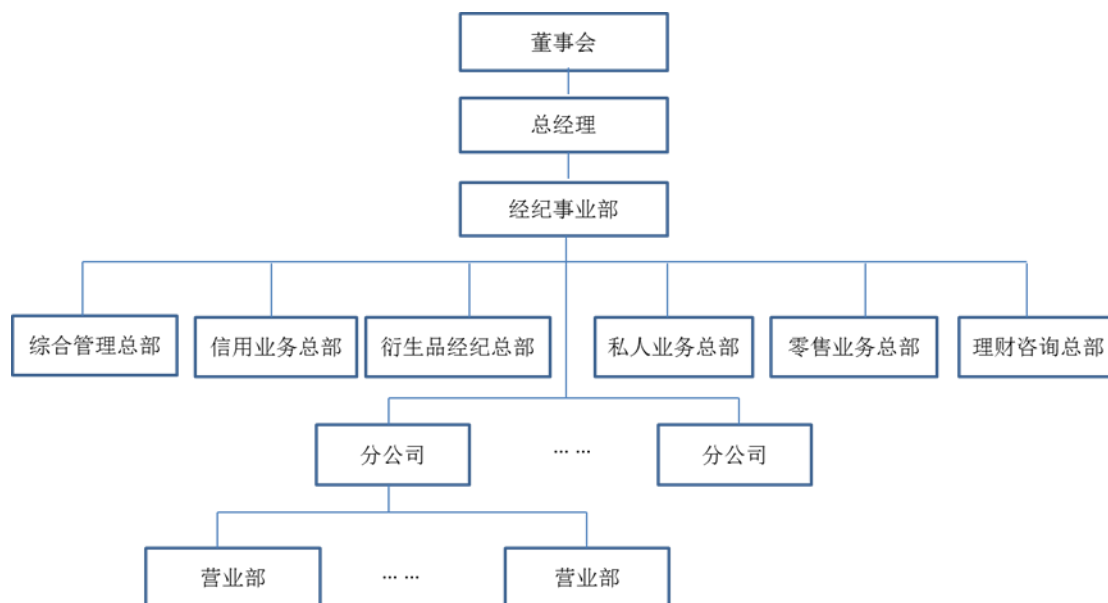 董事会
总经理
经纪事业部
综合管理总部
信用业务总部
衍生品经纪总部
私人业务总部
零售业务总部
理财咨询总部
分公司
… …
分公司
营业部
… …
营业部